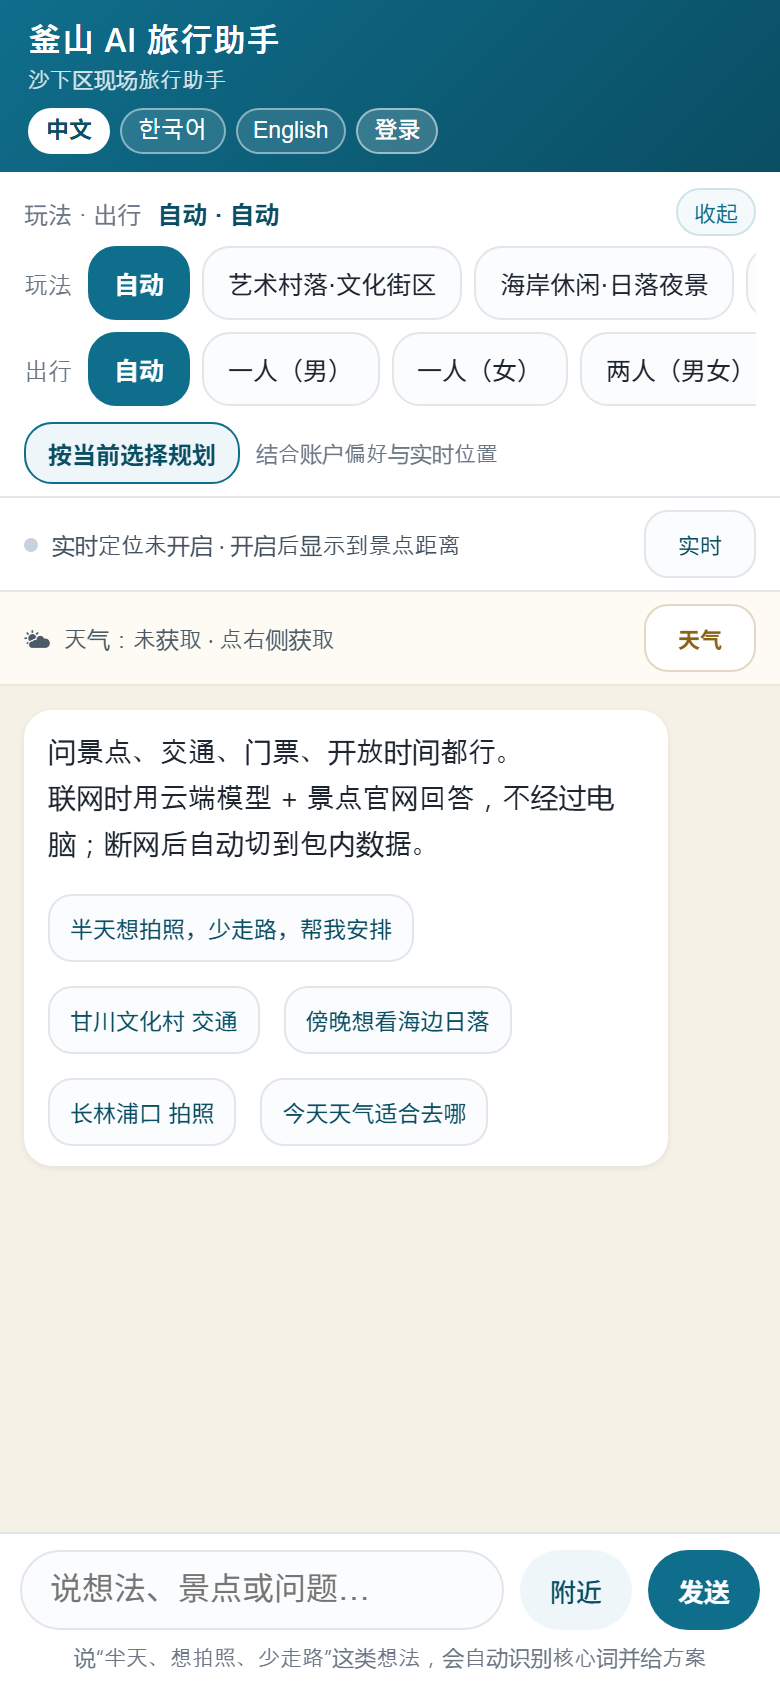 釜山 AI 旅行助手
沙下区现场旅行助手
中文 한국어 English 登录
玩法 · 出行 自动 · 自动 收起
玩法 自动 艺术村落·文化街区 海岸休闲·日落夜景
出行 自动 一人（男） 一人（女） 两人（男女）
按当前选择规划 结合账户偏好与实时位置
实时定位未开启 · 开启后显示到景点距离 实时
天气：未获取 · 点右侧获取 天气
问景点、交通、门票、开放时间都行。
联网时用云端模型 + 景点官网回答，不经过电
脑；断网后自动切到包内数据。
半天想拍照，少走路，帮我安排
甘川文化村 交通 傍晚想看海边日落
长林浦口 拍照 今天天气适合去哪
说想法、景点或问题… 附近 发送
说“半天、想拍照、少走路”这类想法，会自动识别核心词并给方案